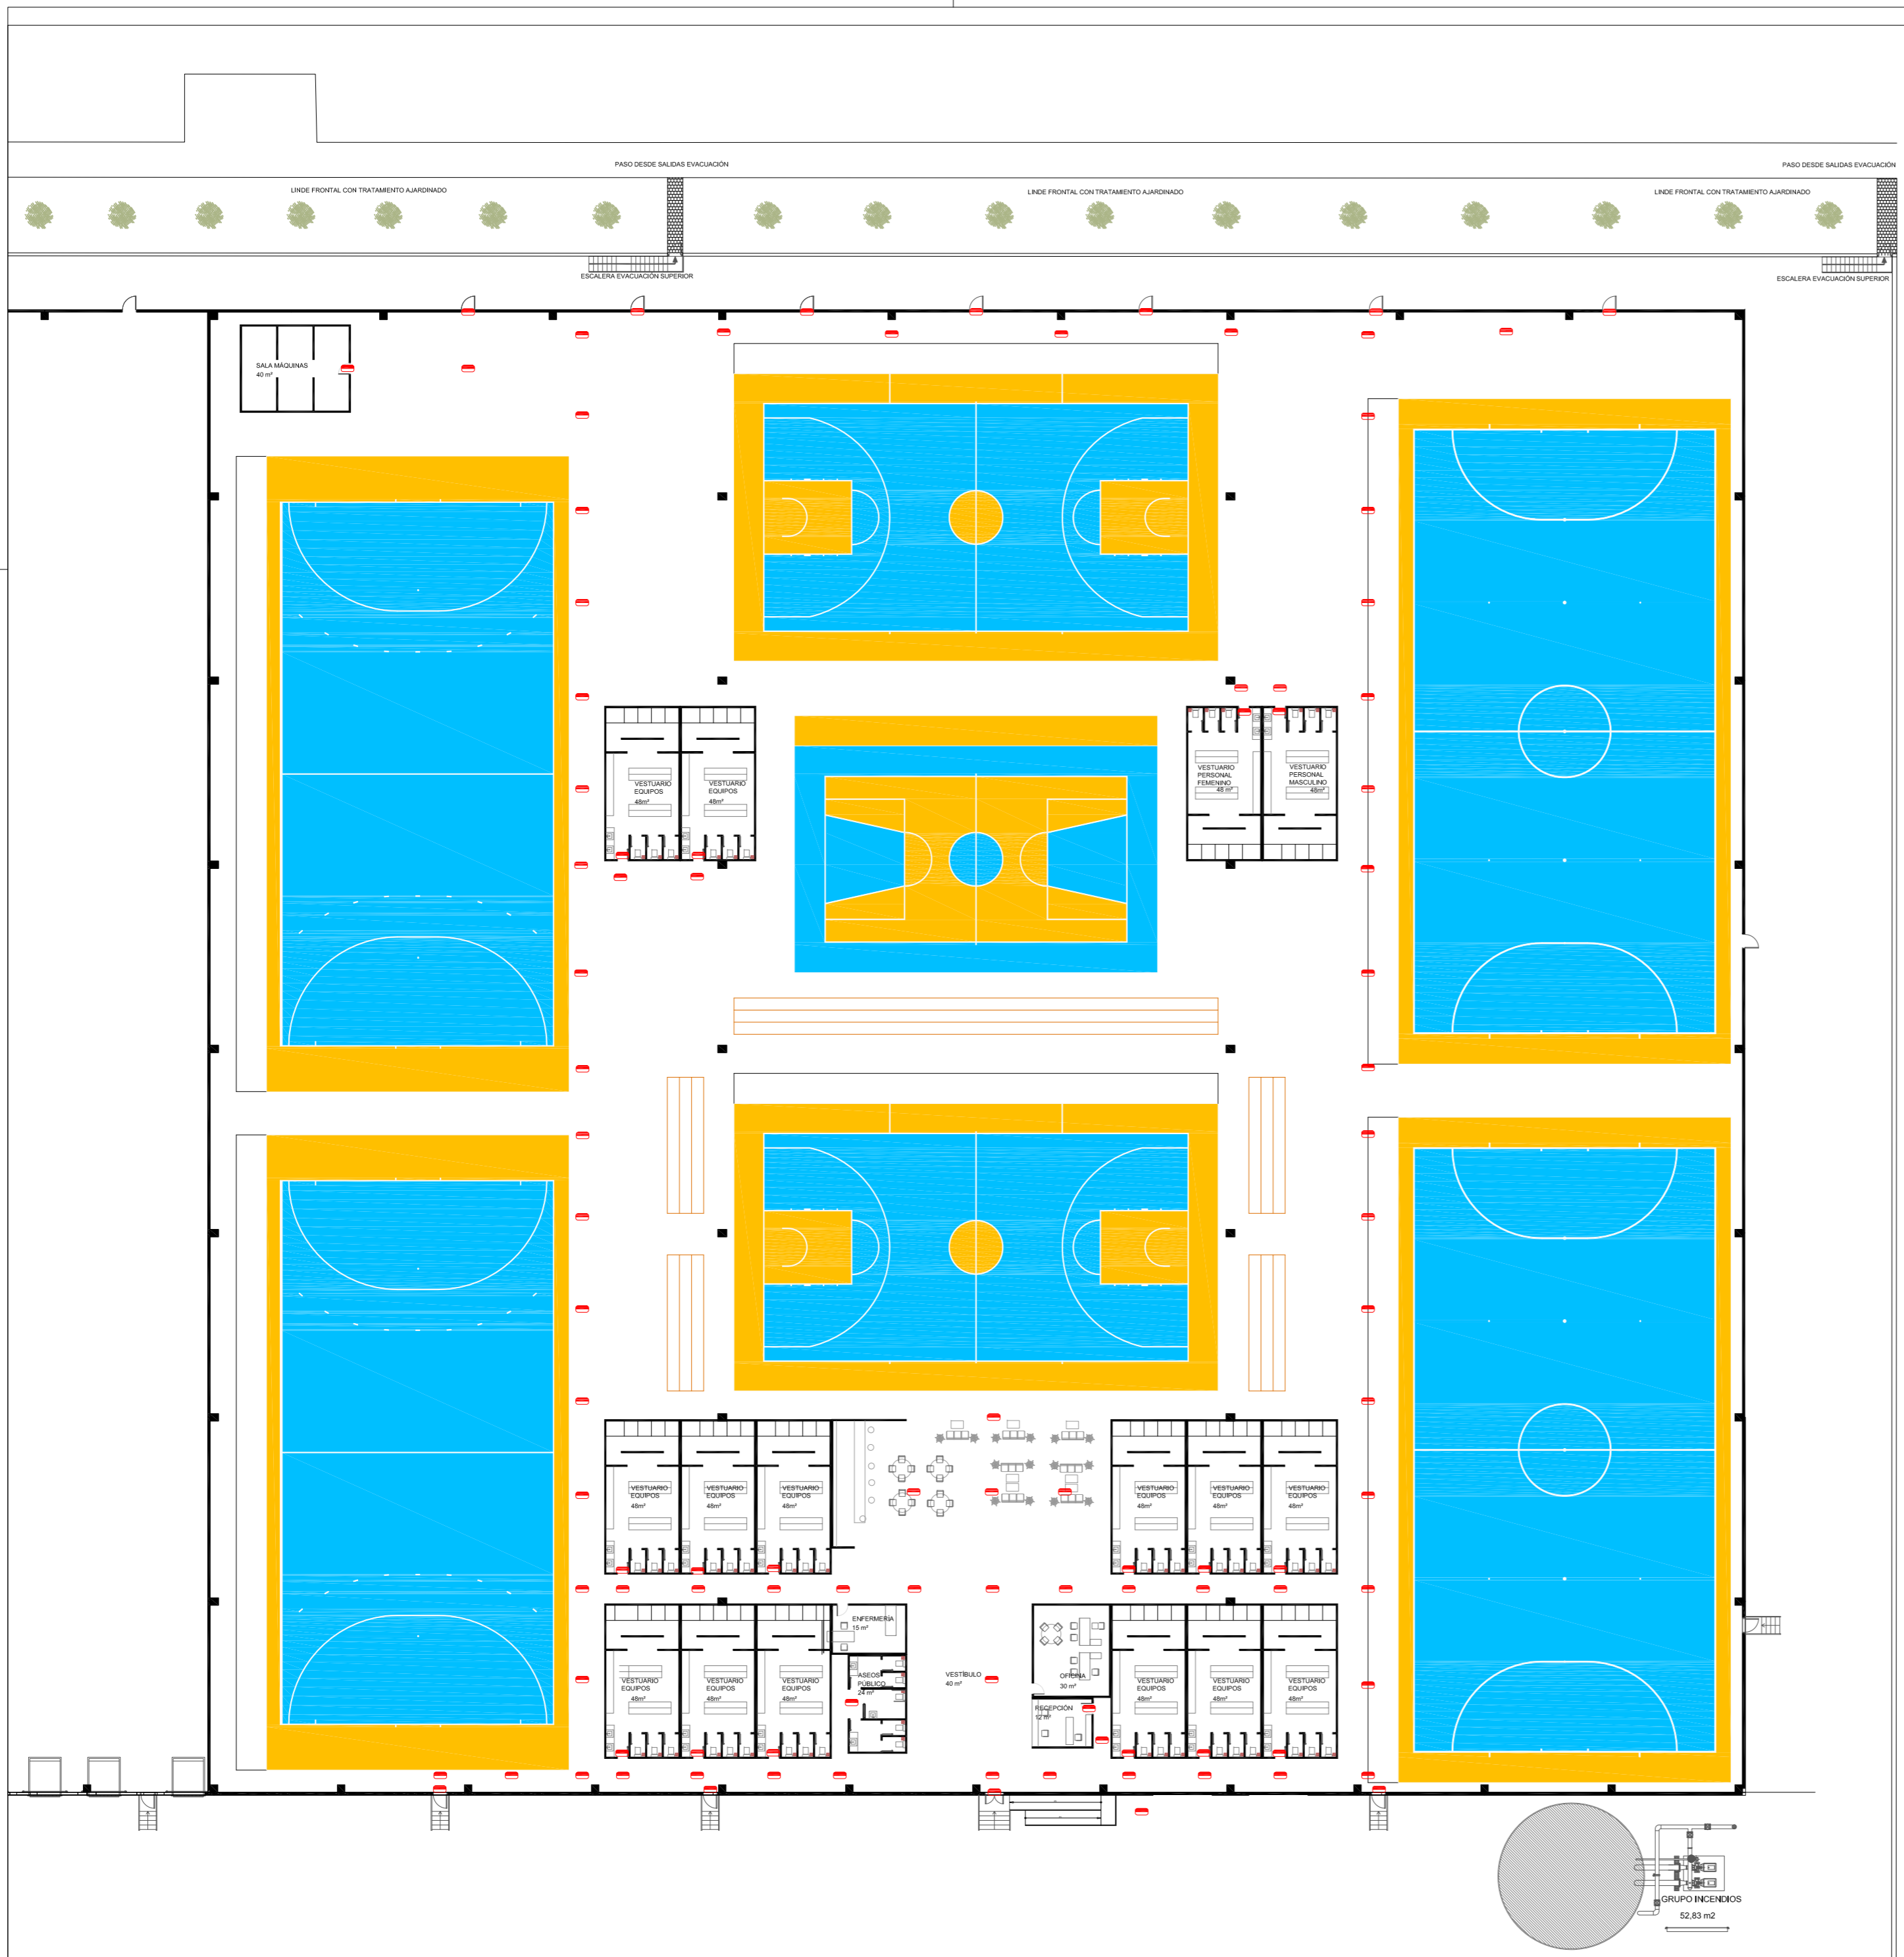 PASO DESDE SALIDAS EVACUACIÓN
PASO DESDE SALIDAS EVACUACIÓN
LINDE FRONTAL CON TRATAMIENTO AJARDINADO
LINDE FRONTAL CON TRATAMIENTO AJARDINADO
LINDE FRONTAL CON TRATAMIENTO AJARDINADO
ESCALERA EVACUACIÓN SUPERIOR
ESCALERA EVACUACIÓN SUPERIOR
SALA MÁQUINAS
40 m²
VESTUARIO
EQUIPOS
48m²
VESTUARIO
EQUIPOS
48m²
VESTUARIO
PERSONAL
FEMENINO
48 m²
VESTUARIO
PERSONAL
MASCULINO
48m²
VESTUARIO
EQUIPOS
48m²
VESTUARIO
EQUIPOS
48m²
VESTUARIO
EQUIPOS
48m²
VESTUARIO
EQUIPOS
48m²
VESTUARIO
EQUIPOS
48m²
VESTUARIO
EQUIPOS
48m²
ENFERMERÍA
15 m²
VESTUARIO
EQUIPOS
48m²
VESTUARIO
EQUIPOS
48m²
VESTUARIO
EQUIPOS
48m²
ASEOS
PÚBLICO
24 m²
VESTÍBULO
40 m²
OFICINA
30 m²
RECEPCIÓN
12 m²
VESTUARIO
EQUIPOS
48m²
VESTUARIO
EQUIPOS
48m²
VESTUARIO
EQUIPOS
48m²
GRUPO INCENDIOS
52,83 m2